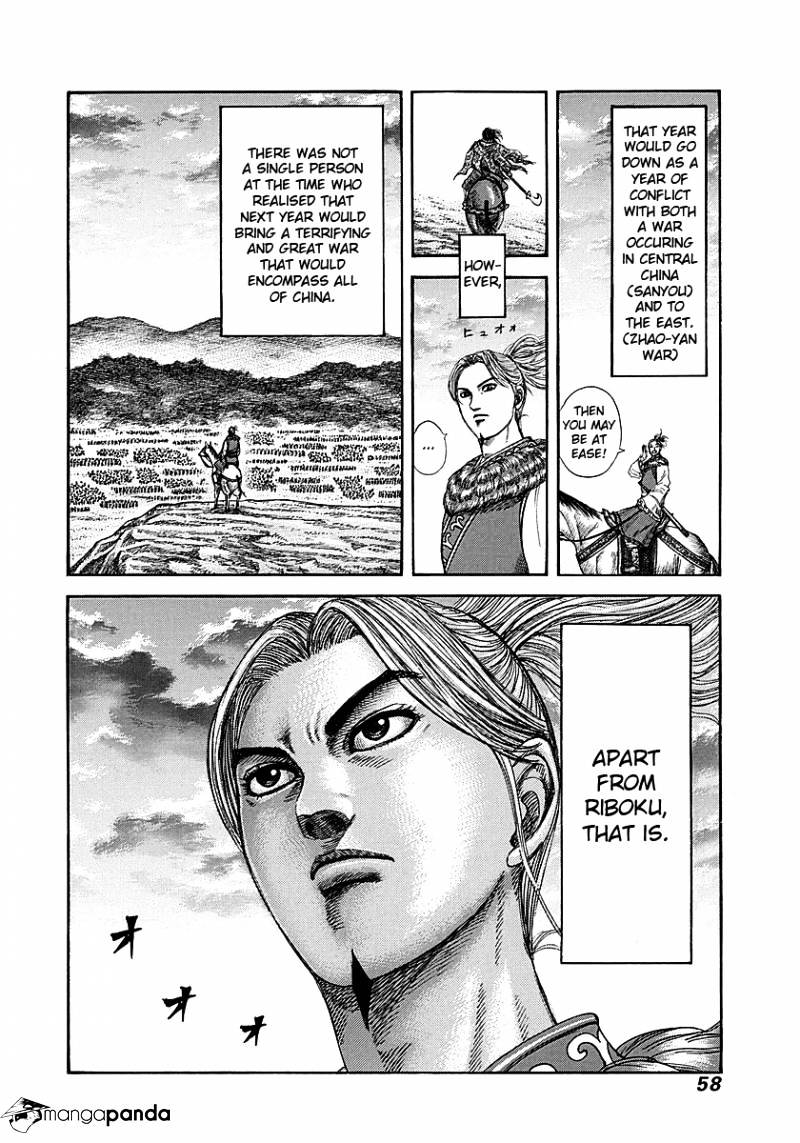 THAT YEAR
WOULD GO
DOWN AS A
YEAR OF
CONFLICT
WITH BOTH
A WAR
OCCURING
IN CENTRAL
CHINA
(SANYOU)
AND TO
THE EAST.
(ZHAO-YAN
WAR)
THEN
YOU MAY
BE AT
EASE!
HOW-
EVER,
ヒュオォ
...
THERE WAS NOT
A SINGLE PERSON
AT THE TIME WHO
REALISED THAT
NEXT YEAR WOULD
BRING A TERRIFYING
AND GREAT WAR
THAT WOULD
ENCOMPASS ALL
OF CHINA.
APART
FROM
RIBOKU,
THAT IS.
オ
オ
オ
58
mangapanda